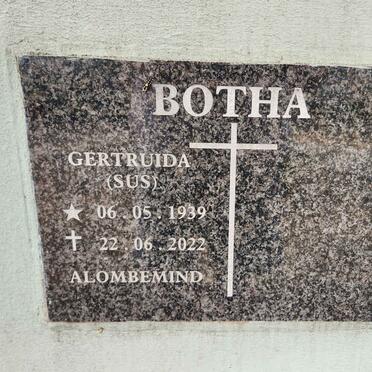 BOTHA
GERTRUIDA
(SUS)
★ 06 . 05 . 1939
✝ 22 . 06 . 2022
ALOMBEMIND